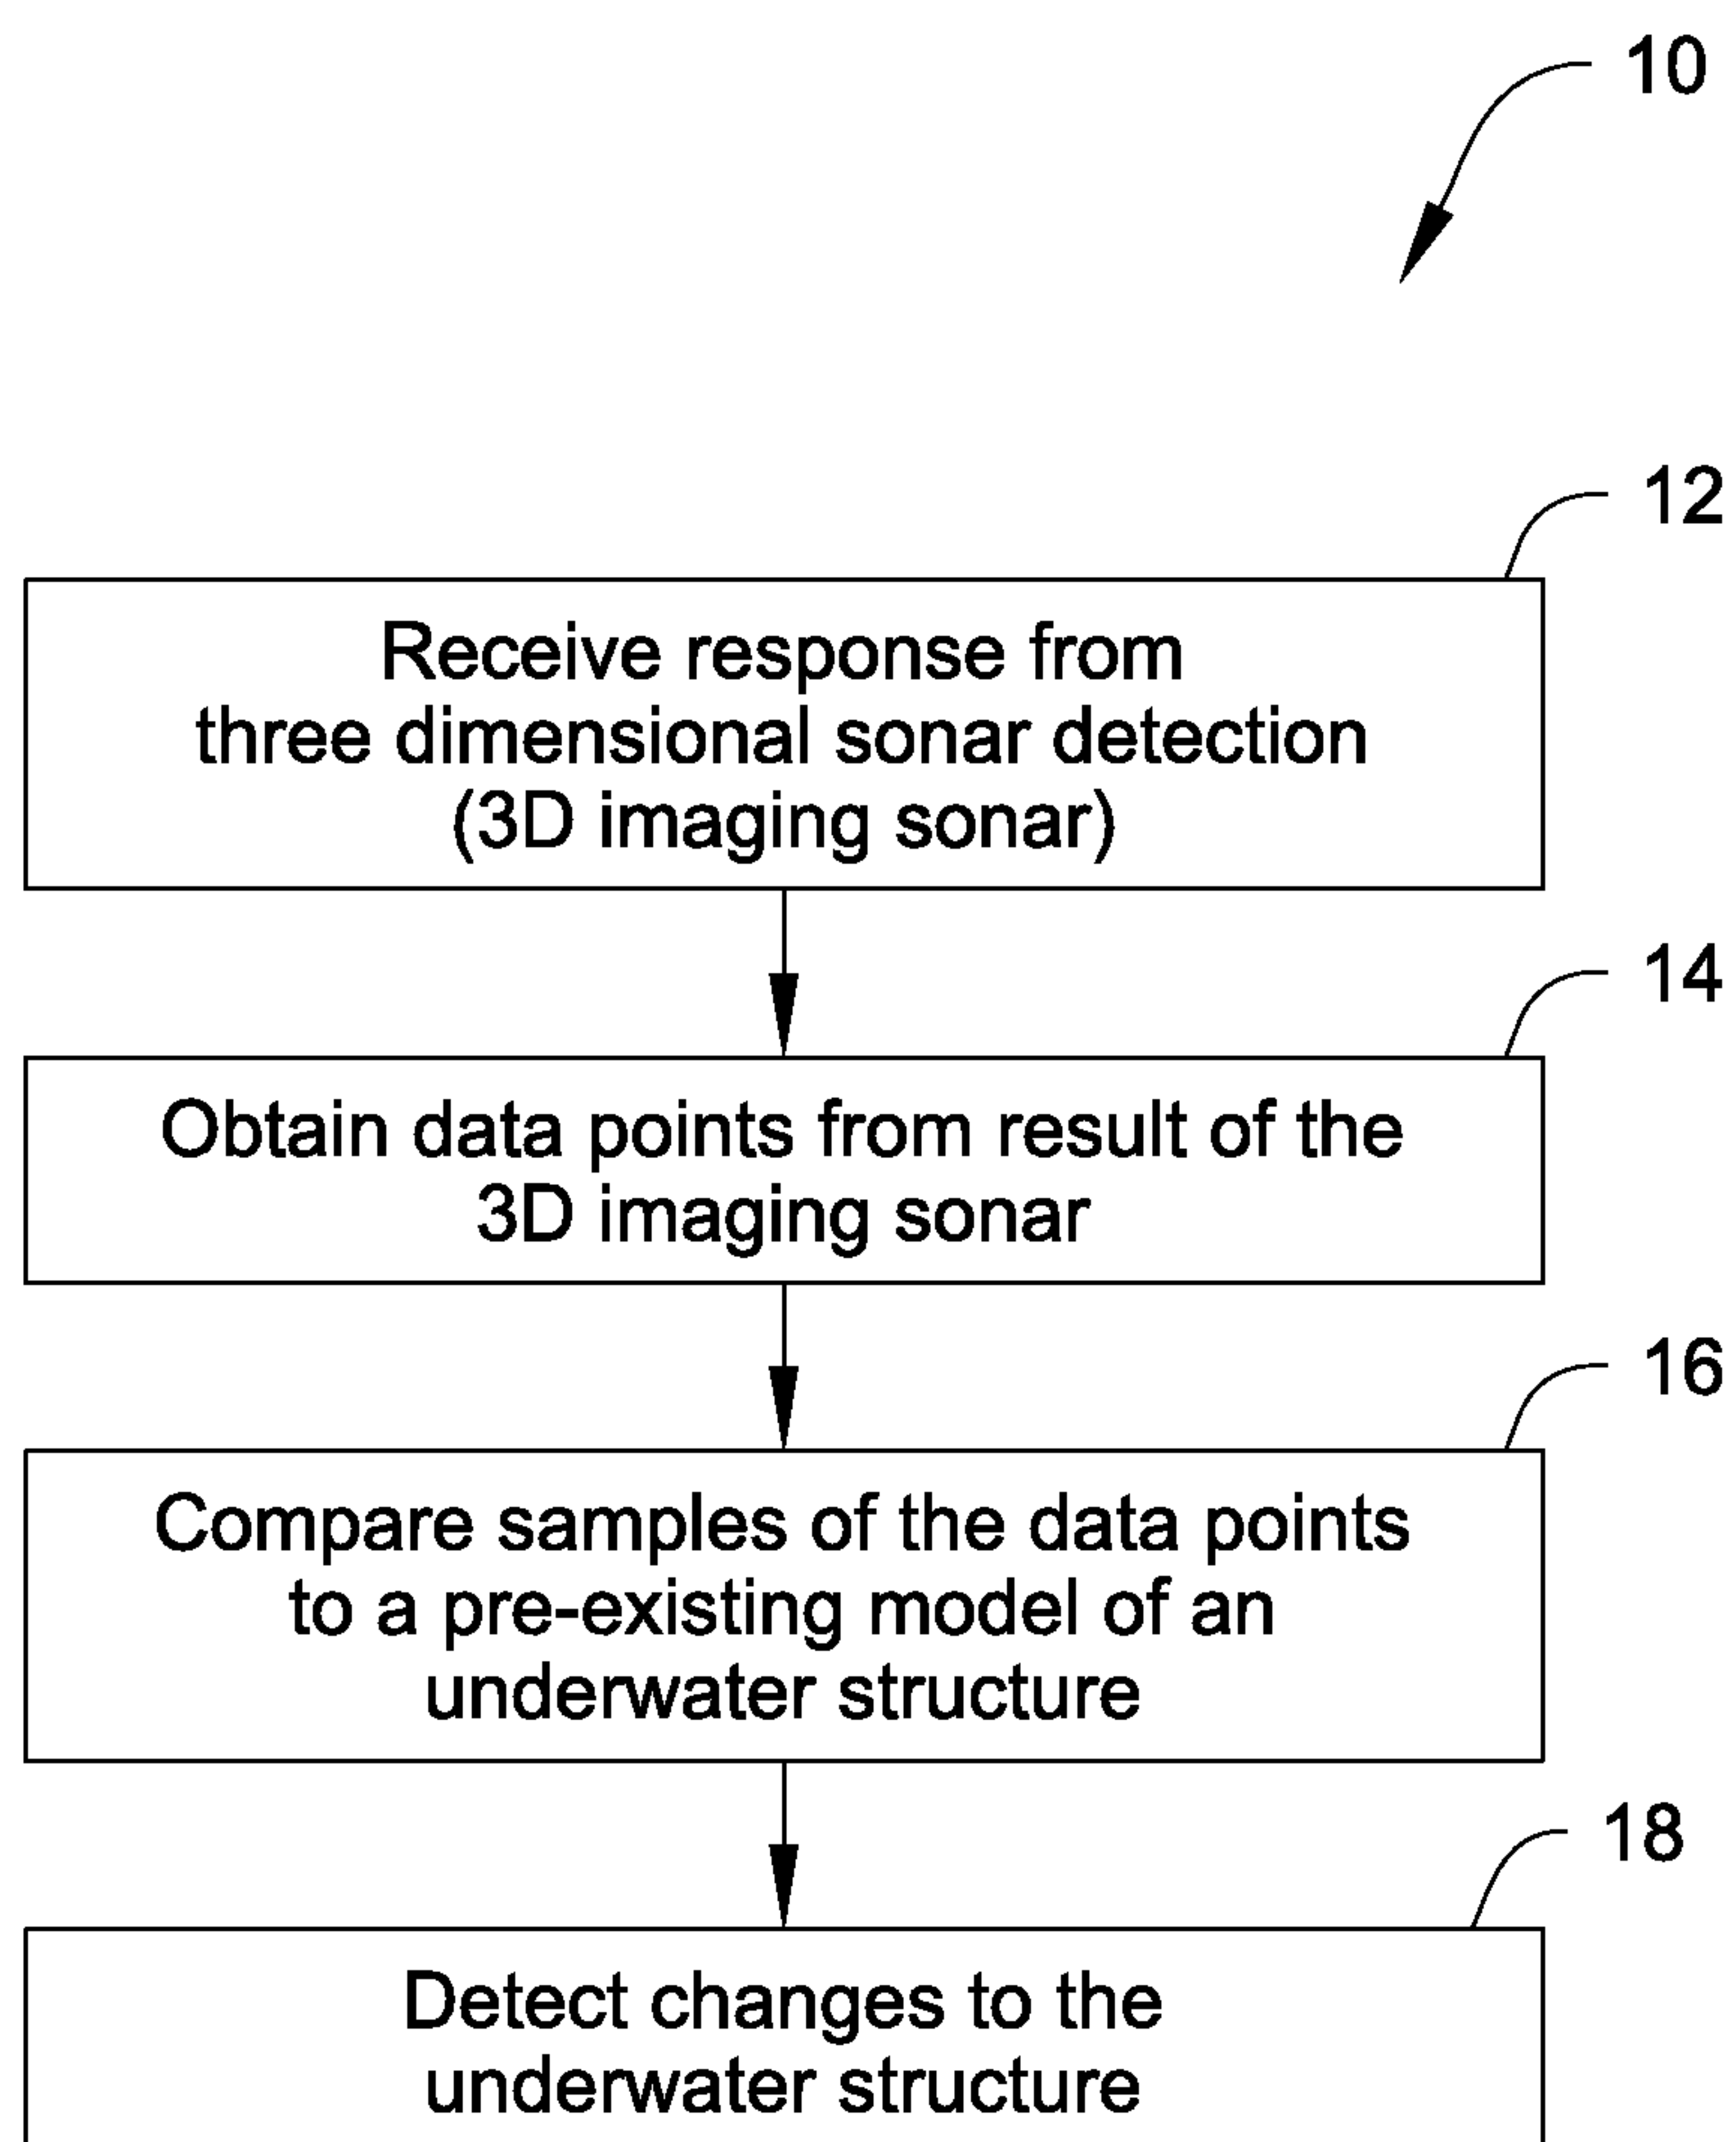 10
12
Receive response from
three dimensional sonar detection
(3D imaging sonar)
14
Obtain data points from result of the
3D imaging sonar
16
Compare samples of the data points
to a pre-existing model of an
underwater structure
18
Detect changes to the
underwater structure